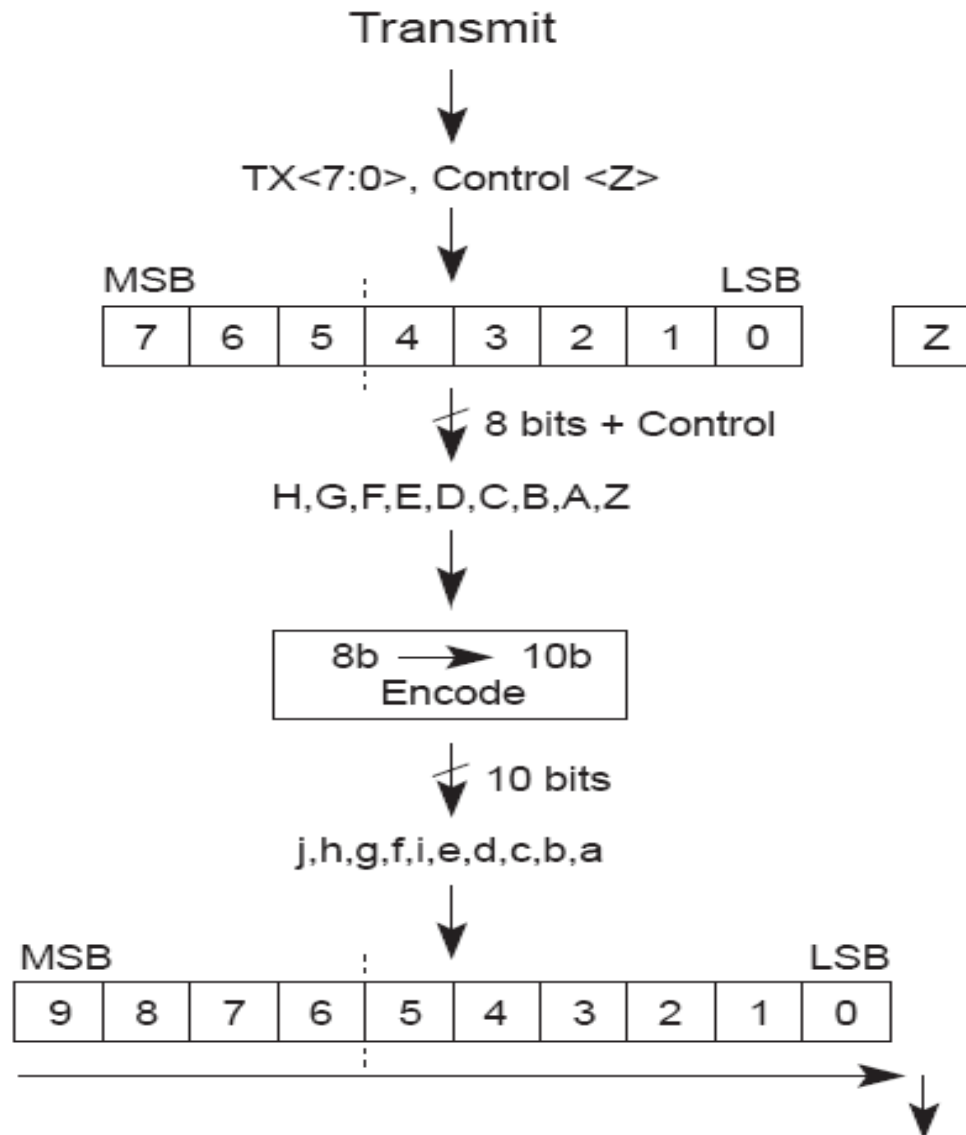 Transmit
TX<7:0>, Control <Z>
MSB LSB
7 6 5 4 3 2 1 0 Z
8 bits + Control
H,G,F,E,D,C,B,A,Z
8b 10b
Encode
10 bits
j,h,g,f,i,e,d,c,b,a
MSB LSB
9 8 7 6 5 4 3 2 1 0